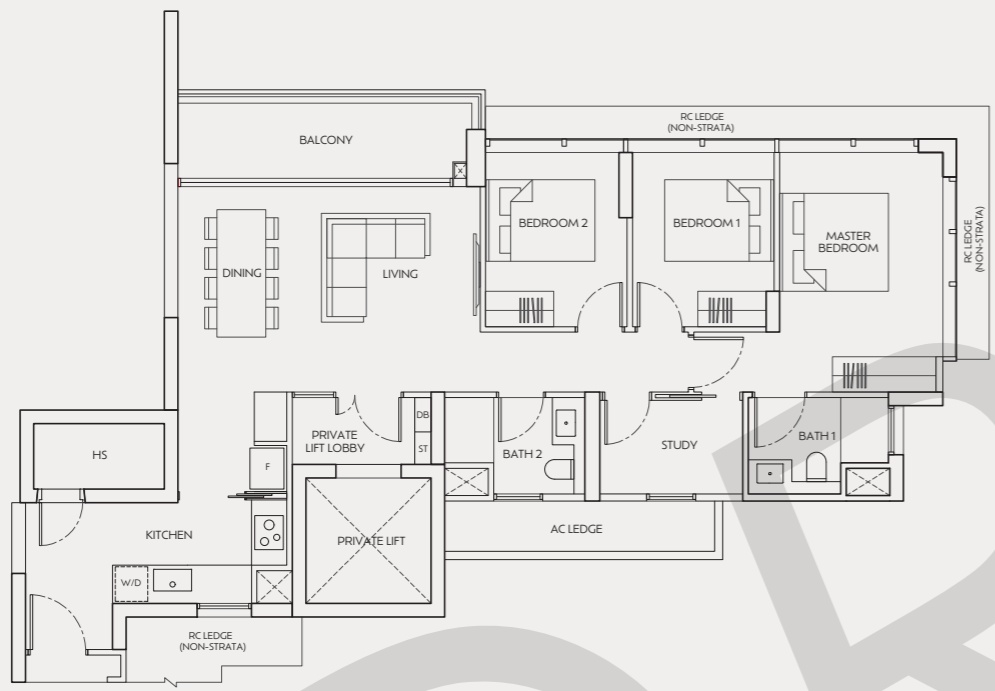 RC LEDGE
(NON-STRATA)
BALCONY
BEDROOM 2
BEDROOM 1
MASTER
BEDROOM
RC LEDGE
(NON-STRATA)
DINING
LIVING
PRIVATE
LIFT LOBBY
DB
ST
BATH 2
STUDY
BATH 1
HS
F
KITCHEN
PRIVATE LIFT
AC LEDGE
W/D
RC LEDGE
(NON-STRATA)